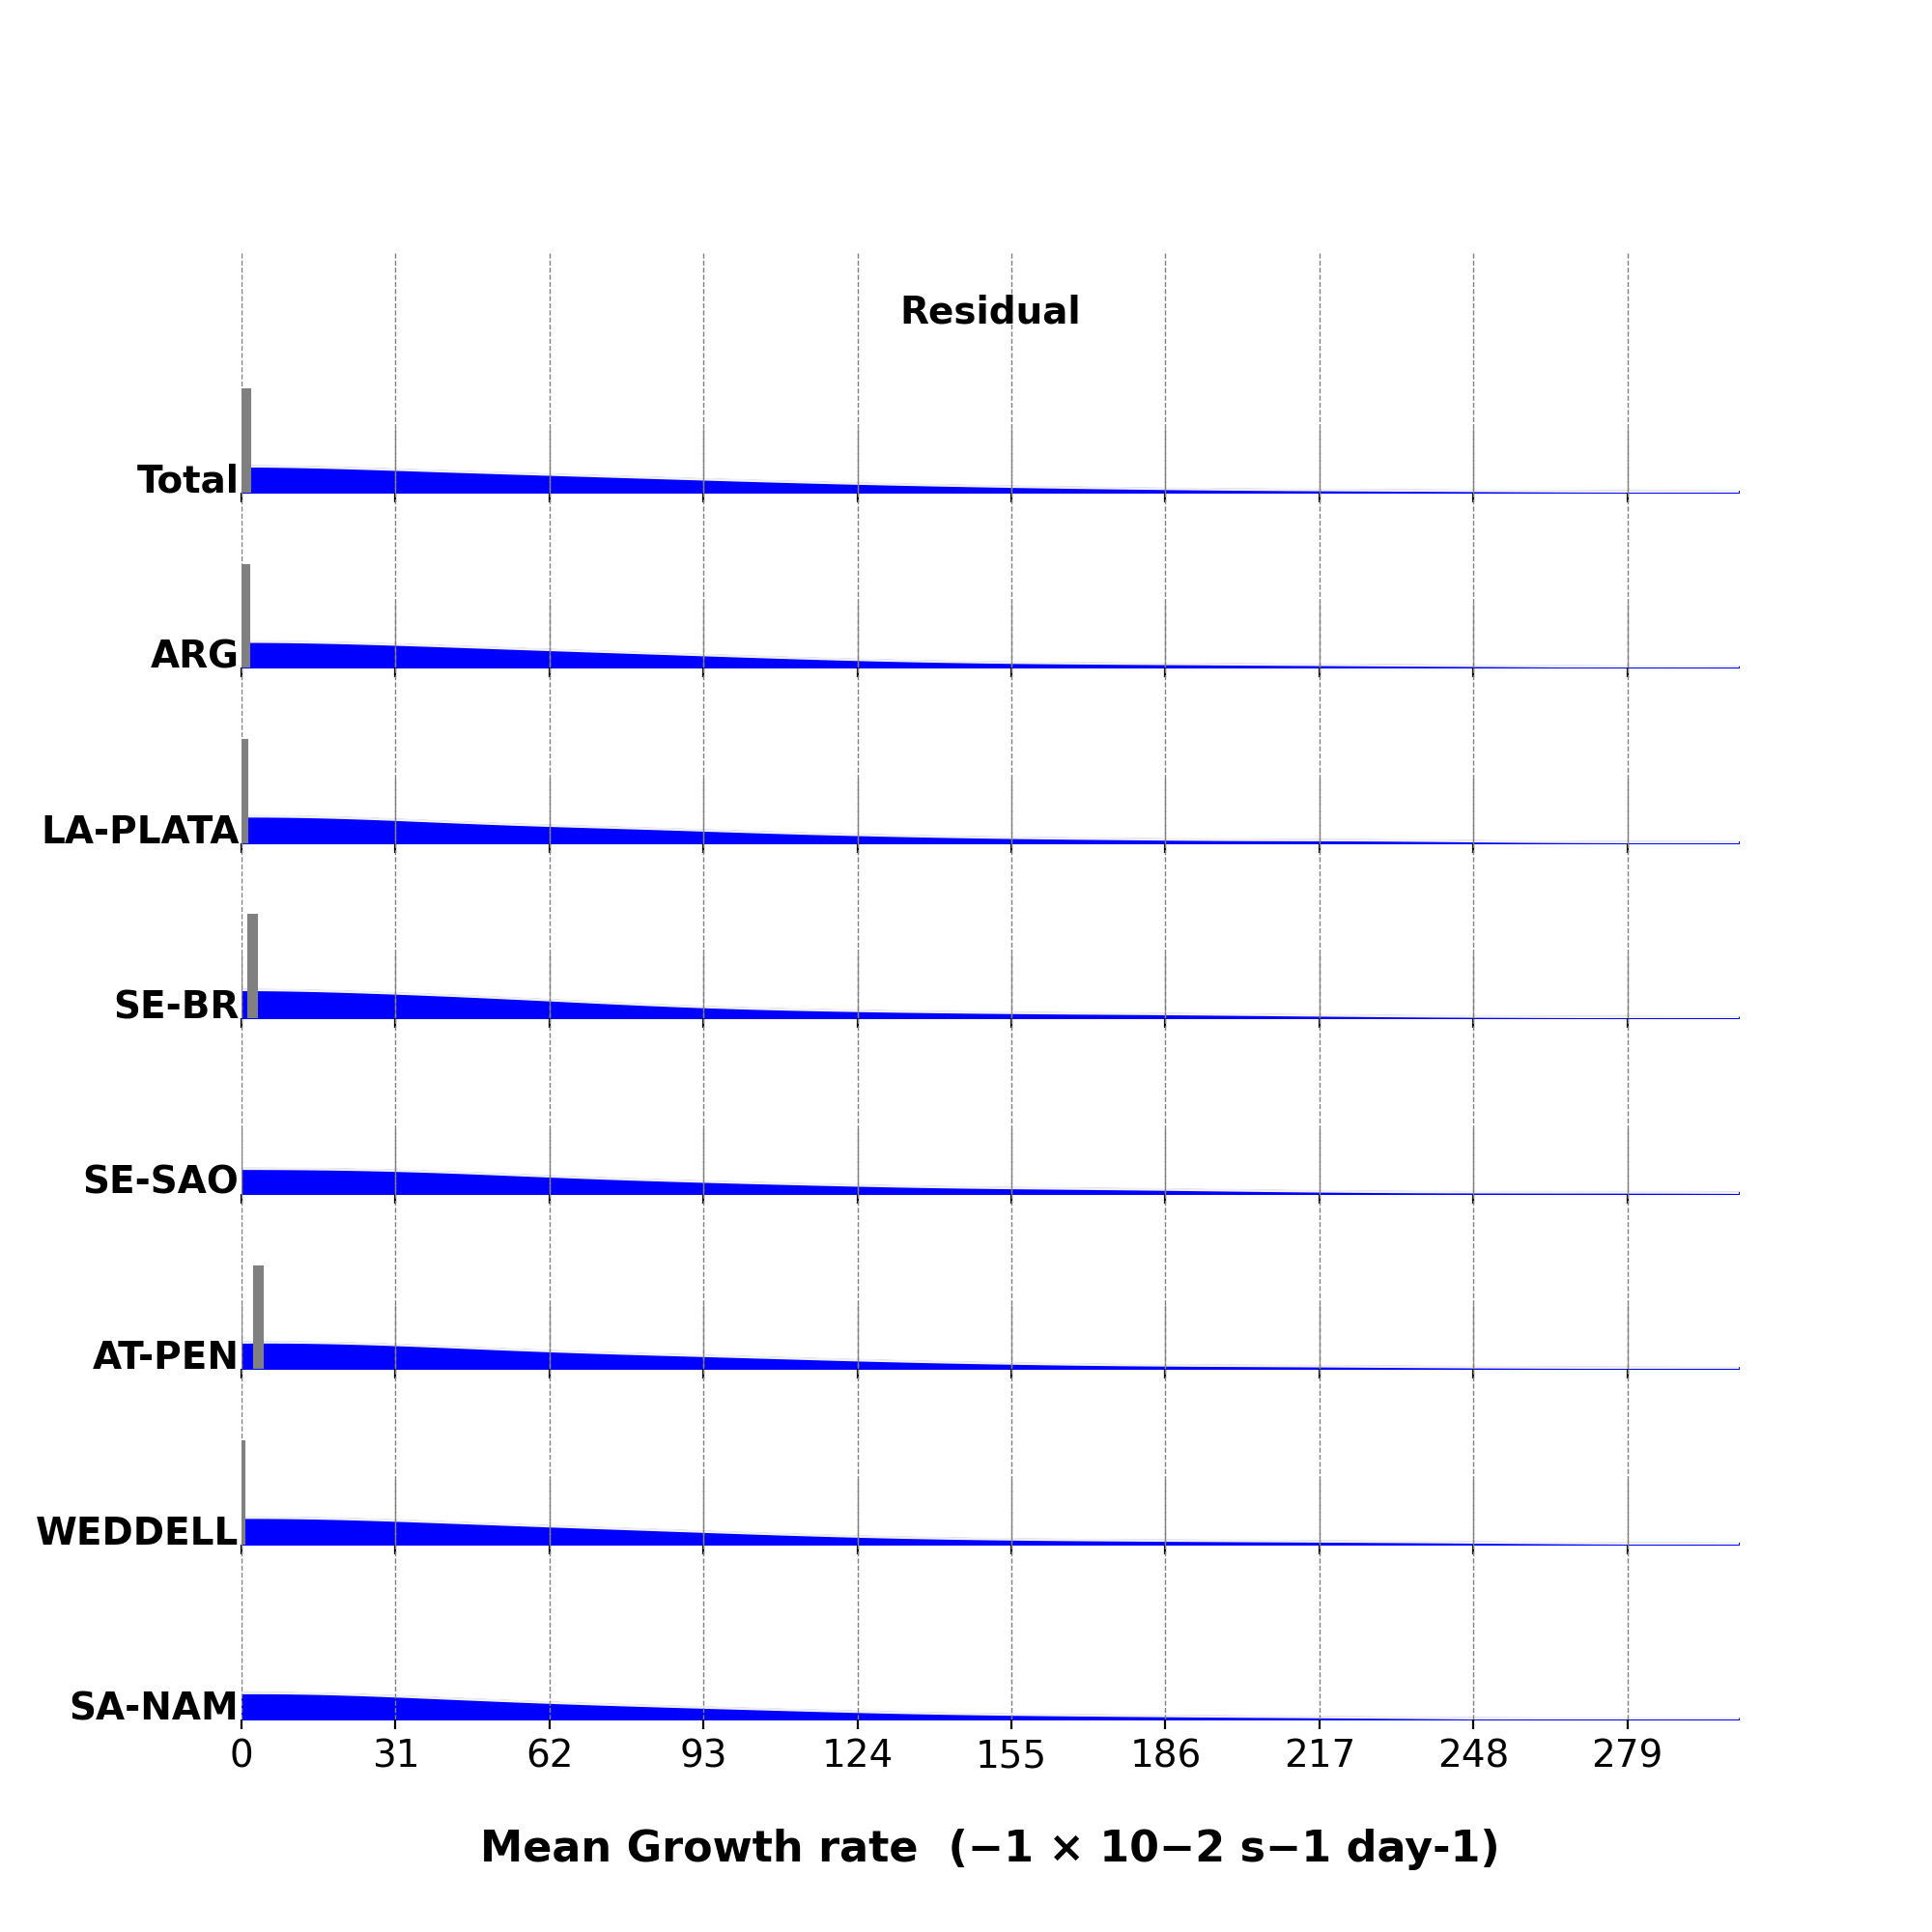 Residual
Total
ARG
LA-PLATA
SE-BR
SE-SAO
AT-PEN
WEDDELL
SA-NAM
0 31 62 93 124 155 186 217 248 279
Mean Growth rate  (−1 × 10−2 s−1 day-1)